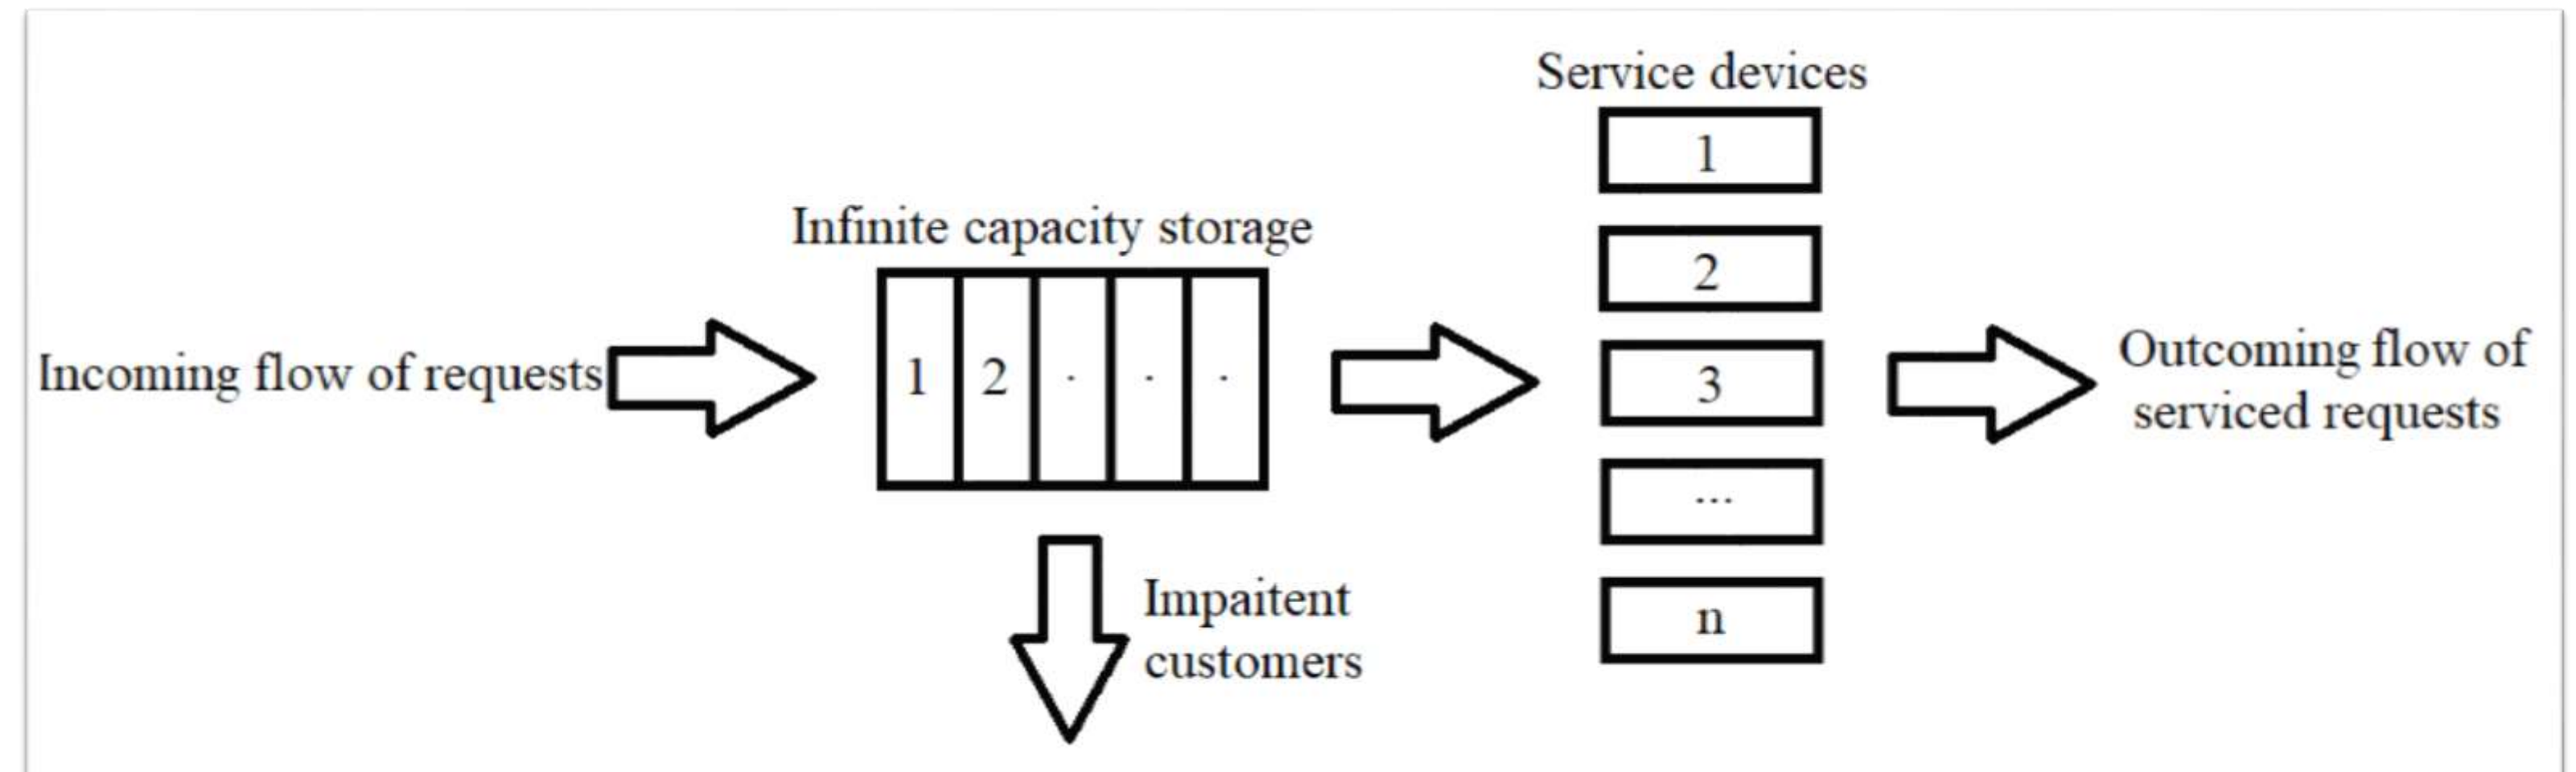 Service devices
1
2
3
...
n
Infinite capacity storage
1 2 . . .
Incoming flow of requests
Outcoming flow of
serviced requests
Impaitent
customers